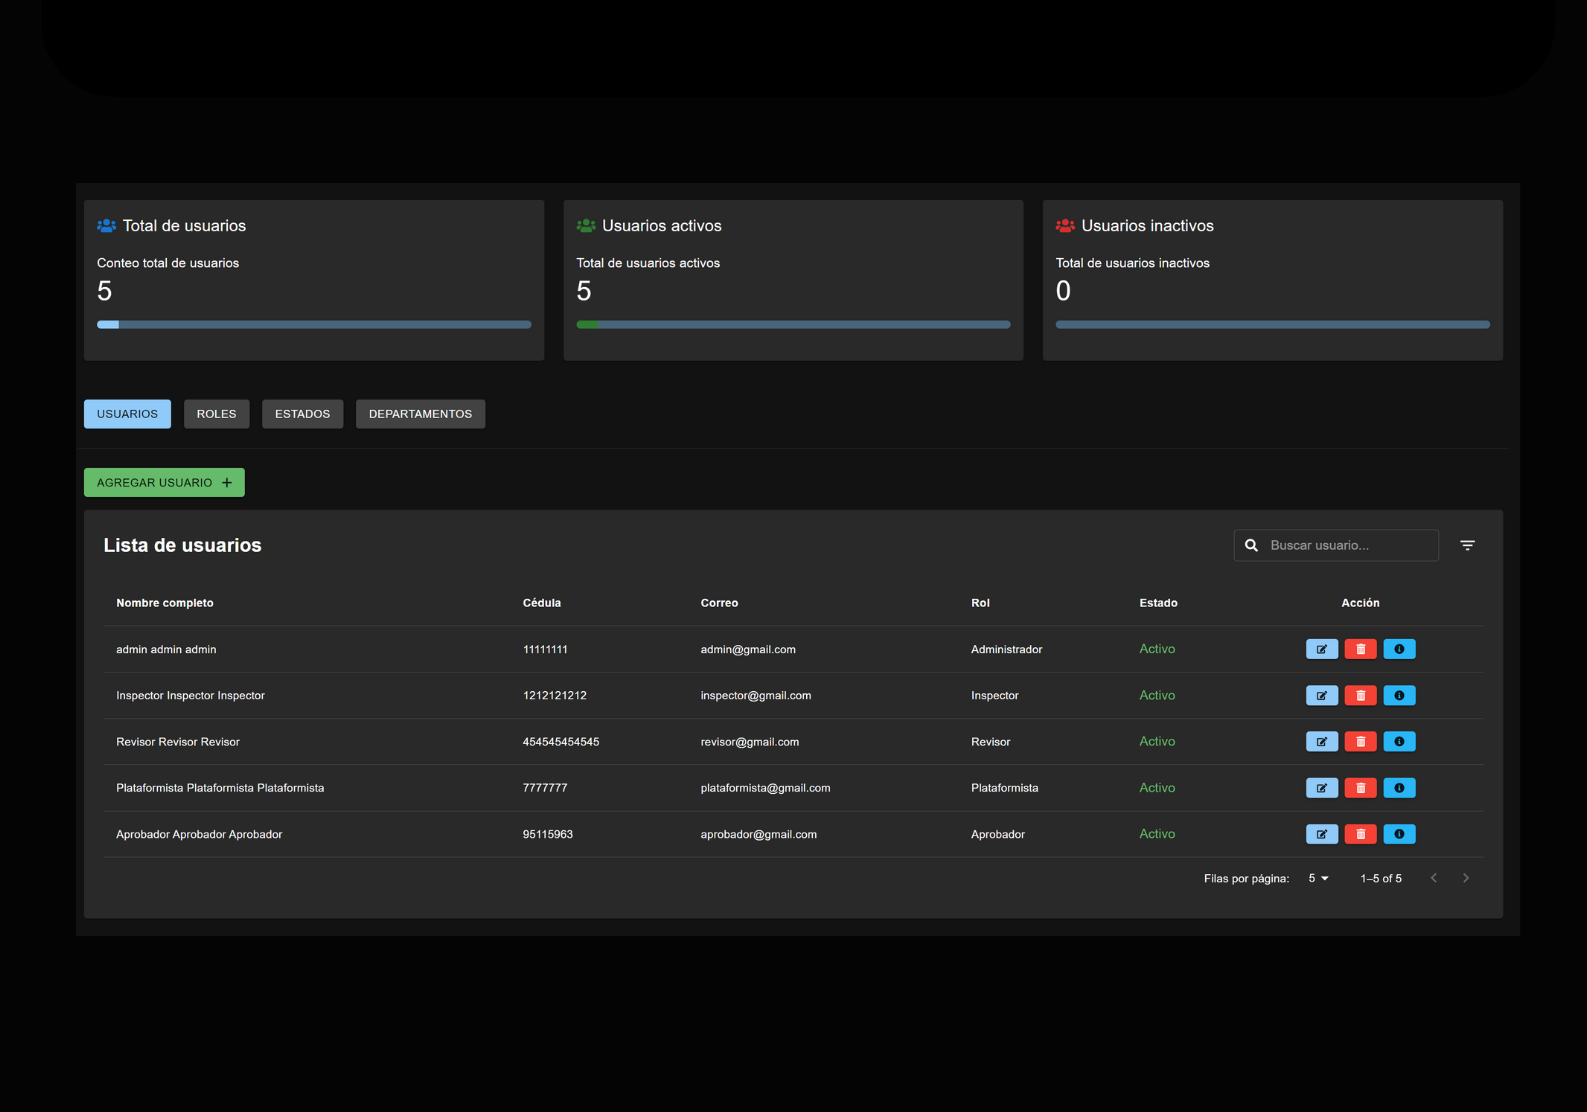 Total de usuarios
Conteo total de usuarios
5
Usuarios activos
Total de usuarios activos
5
Usuarios inactivos
Total de usuarios inactivos
0
USUARIOS ROLES ESTADOS DEPARTAMENTOS
AGREGAR USUARIO +
Lista de usuarios
Buscar usuario...
Nombre completo Cédula Correo Rol Estado Acción
admin admin admin 11111111 admin@gmail.com Administrador Activo
Inspector Inspector Inspector 1212121212 inspector@gmail.com Inspector Activo
Revisor Revisor Revisor 454545454545 revisor@gmail.com Revisor Activo
Plataformista Plataformista Plataformista 7777777 plataformista@gmail.com Plataformista Activo
Aprobador Aprobador Aprobador 95115963 aprobador@gmail.com Aprobador Activo
Filas por página: 5 1–5 of 5